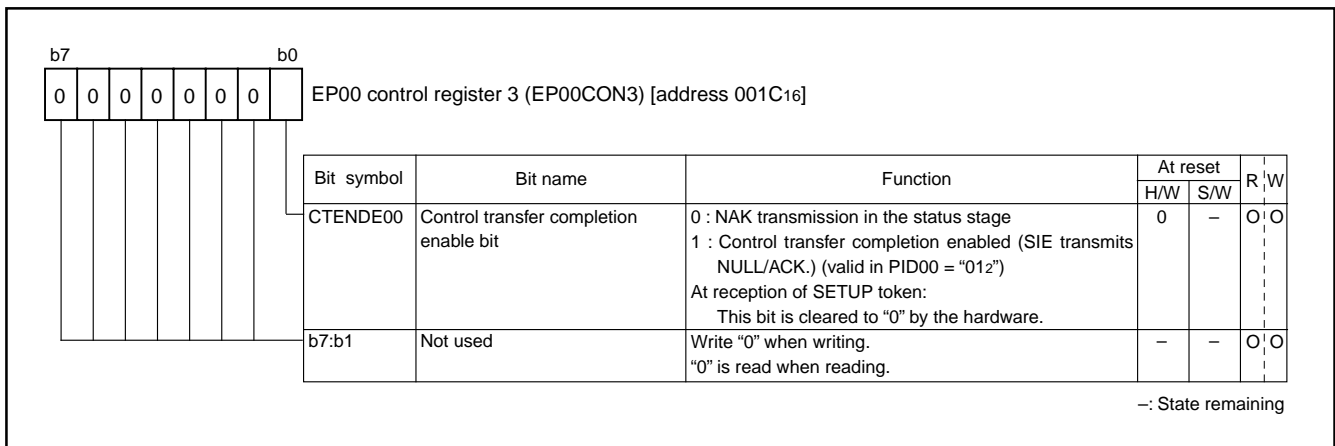 b7 b0
0 0 0 0 0 0 0 EP00 control register 3 (EP00CON3) [address 001C16]
Bit symbol Bit name Function At reset R W
H/W S/W
CTENDE00 Control transfer completion 0 : NAK transmission in the status stage 0 – O O
enable bit 1 : Control transfer completion enabled (SIE transmits
NULL/ACK.) (valid in PID00 = “012”)
At reception of SETUP token:
This bit is cleared to “0” by the hardware.
b7:b1 Not used Write “0” when writing. – – O O
“0” is read when reading.
–: State remaining